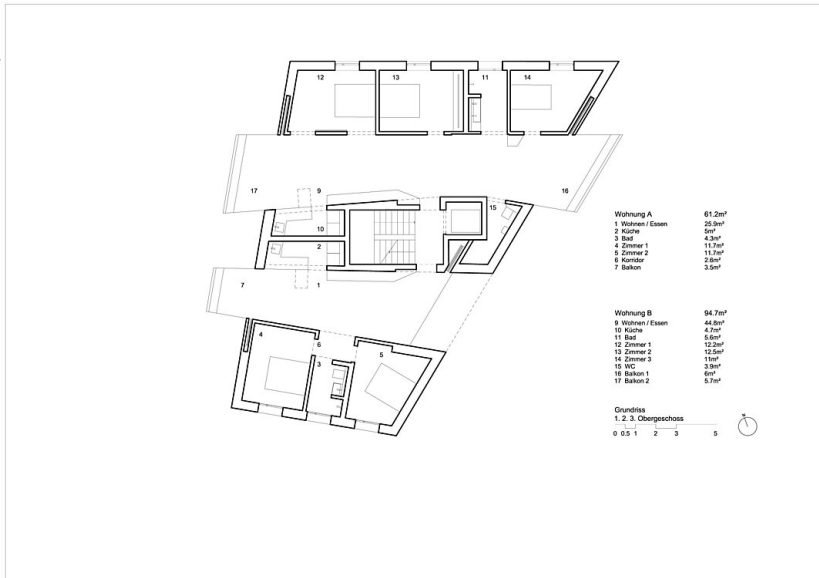 12
13
11
14
17
9
16
15
10
2
7
1
4
6
5
3
Wohnung A 61.2m²
1 Wohnen / Essen 25.9m²
2 Küche 5m²
3 Bad 4.3m²
4 Zimmer 1 11.7m²
5 Zimmer 2 11.7m²
6 Korridor 2.6m²
7 Balkon 3.5m²
Wohnung B 94.7m²
9 Wohnen / Essen 44.8m²
10 Küche 4.7m²
11 Bad 5.6m²
12 Zimmer 1 12.2m²
13 Zimmer 2 12.5m²
14 Zimmer 3 11m²
15 WC 3.9m²
16 Balkon 1 6m²
17 Balkon 2 5.7m²
Grundriss
1. 2. 3. Obergeschoss
0 0.5 1 2 3 5
N